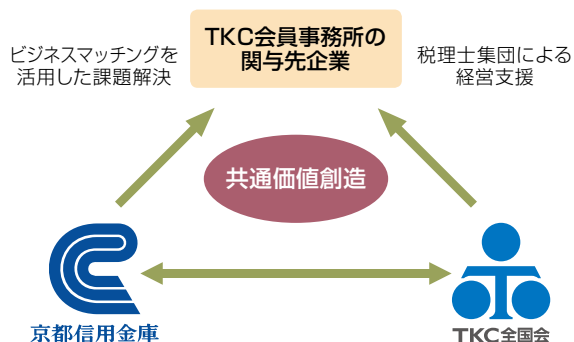 ビジネスマッチングを
活用した課題解決
TKC会員事務所の
関与先企業
税理士集団による
経営支援
共通価値創造
京都信用金庫
TKC全国会